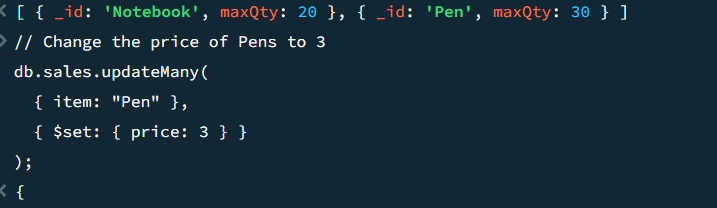 [ { _id: 'Notebook', maxQty: 20 }, { _id: 'Pen', maxQty: 30 } ]
// Change the price of Pens to 3
db.sales.updateMany(
  { item: "Pen" },
  { $set: { price: 3 } }
);
{